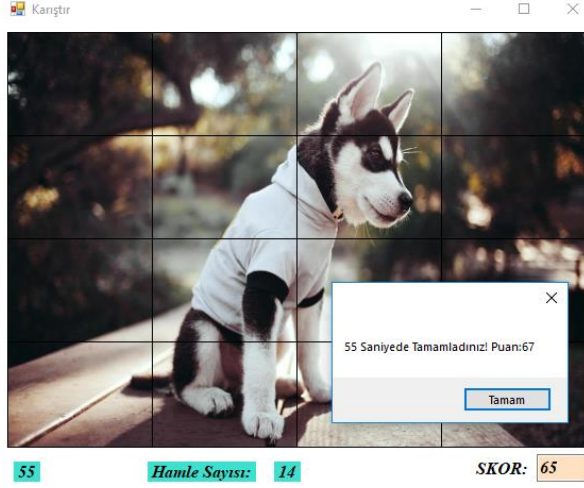 Karıştır
55 Saniyede Tamamladınız! Puan:67
Tamam
55 Hamle Sayısı: 14 SKOR: 65